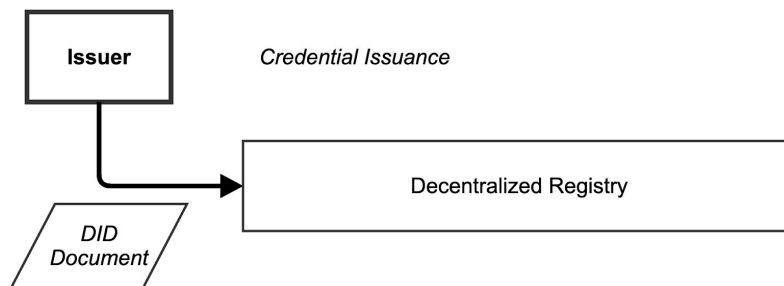 Issuer
Credential Issuance
Decentralized Registry
DID
Document